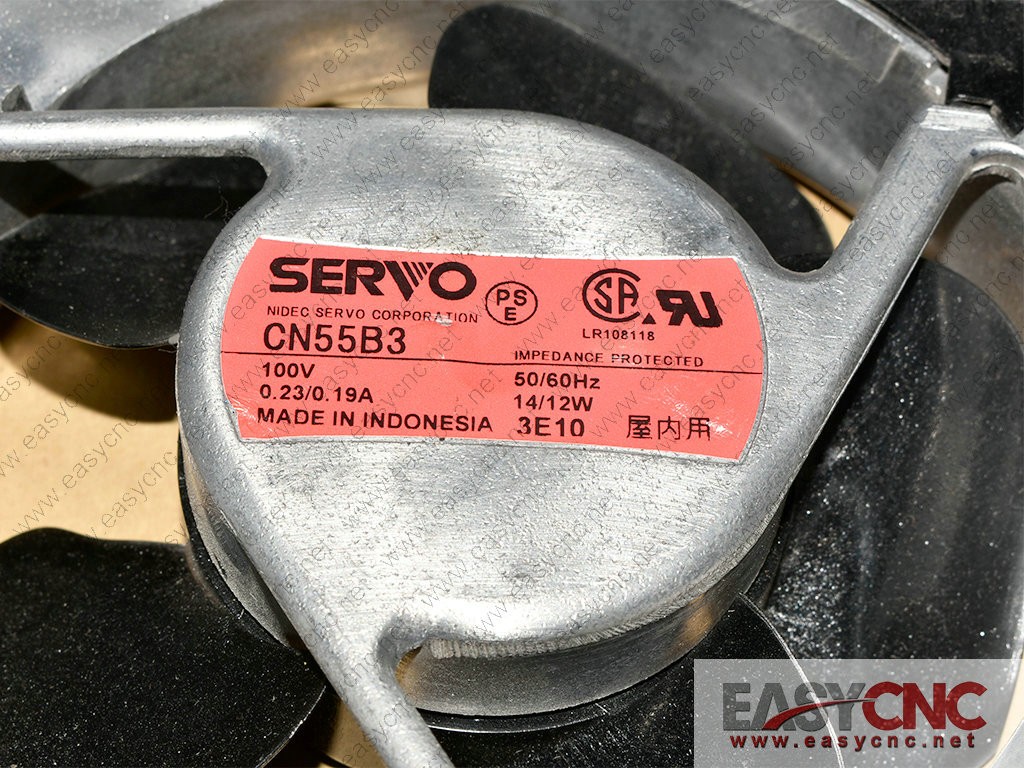 SERVO
NIDEC SERVO CORPORATION
PS
E
SA
LR108118
CN55B3
IMPEDANCE PROTECTED
100V 50/60Hz
0.23/0.19A 14/12W
MADE IN INDONESIA 3E10 屋内用
EASYCNC
www.easycnc.net